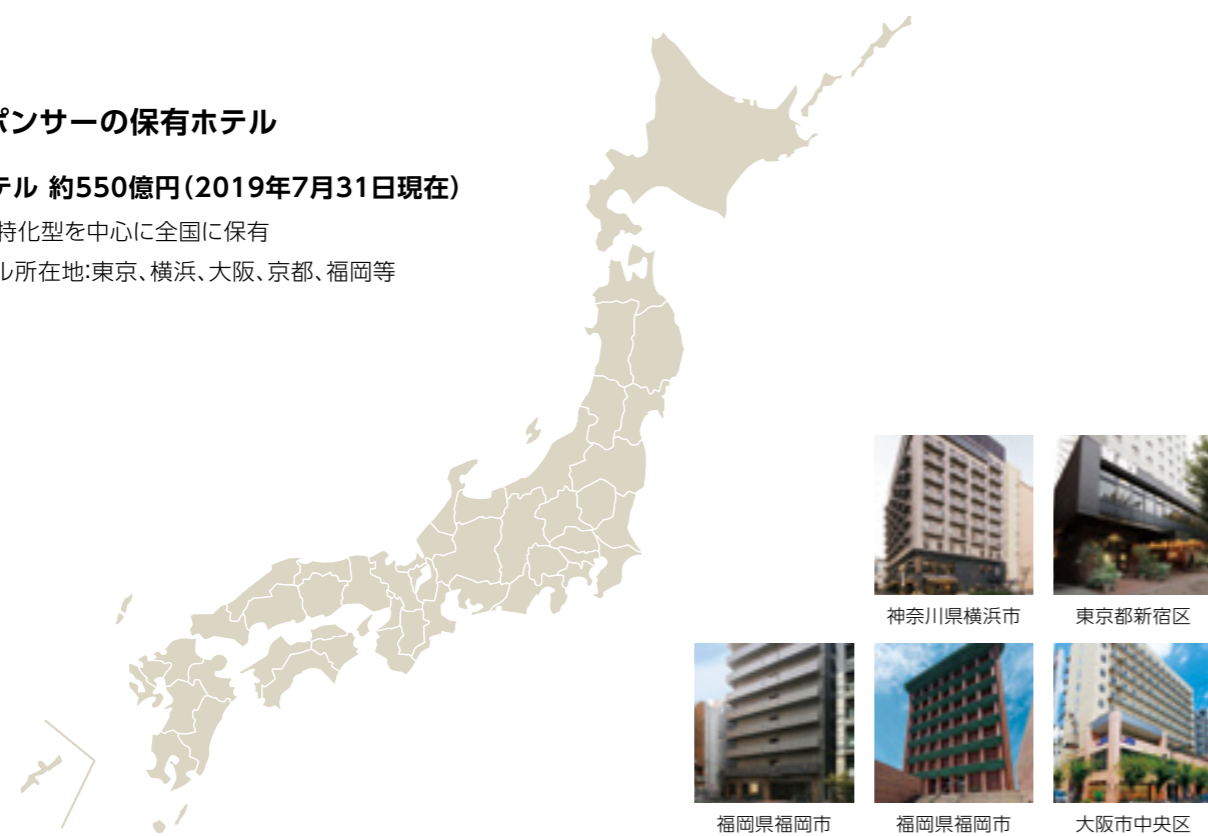 ポンサーの保有ホテル
テル 約550億円（2019年7月31日現在）
特化型を中心に全国に保有
ル所在地：東京、横浜、大阪、京都、福岡等
神奈川県横浜市
東京都新宿区
福岡県福岡市
福岡県福岡市
大阪市中央区